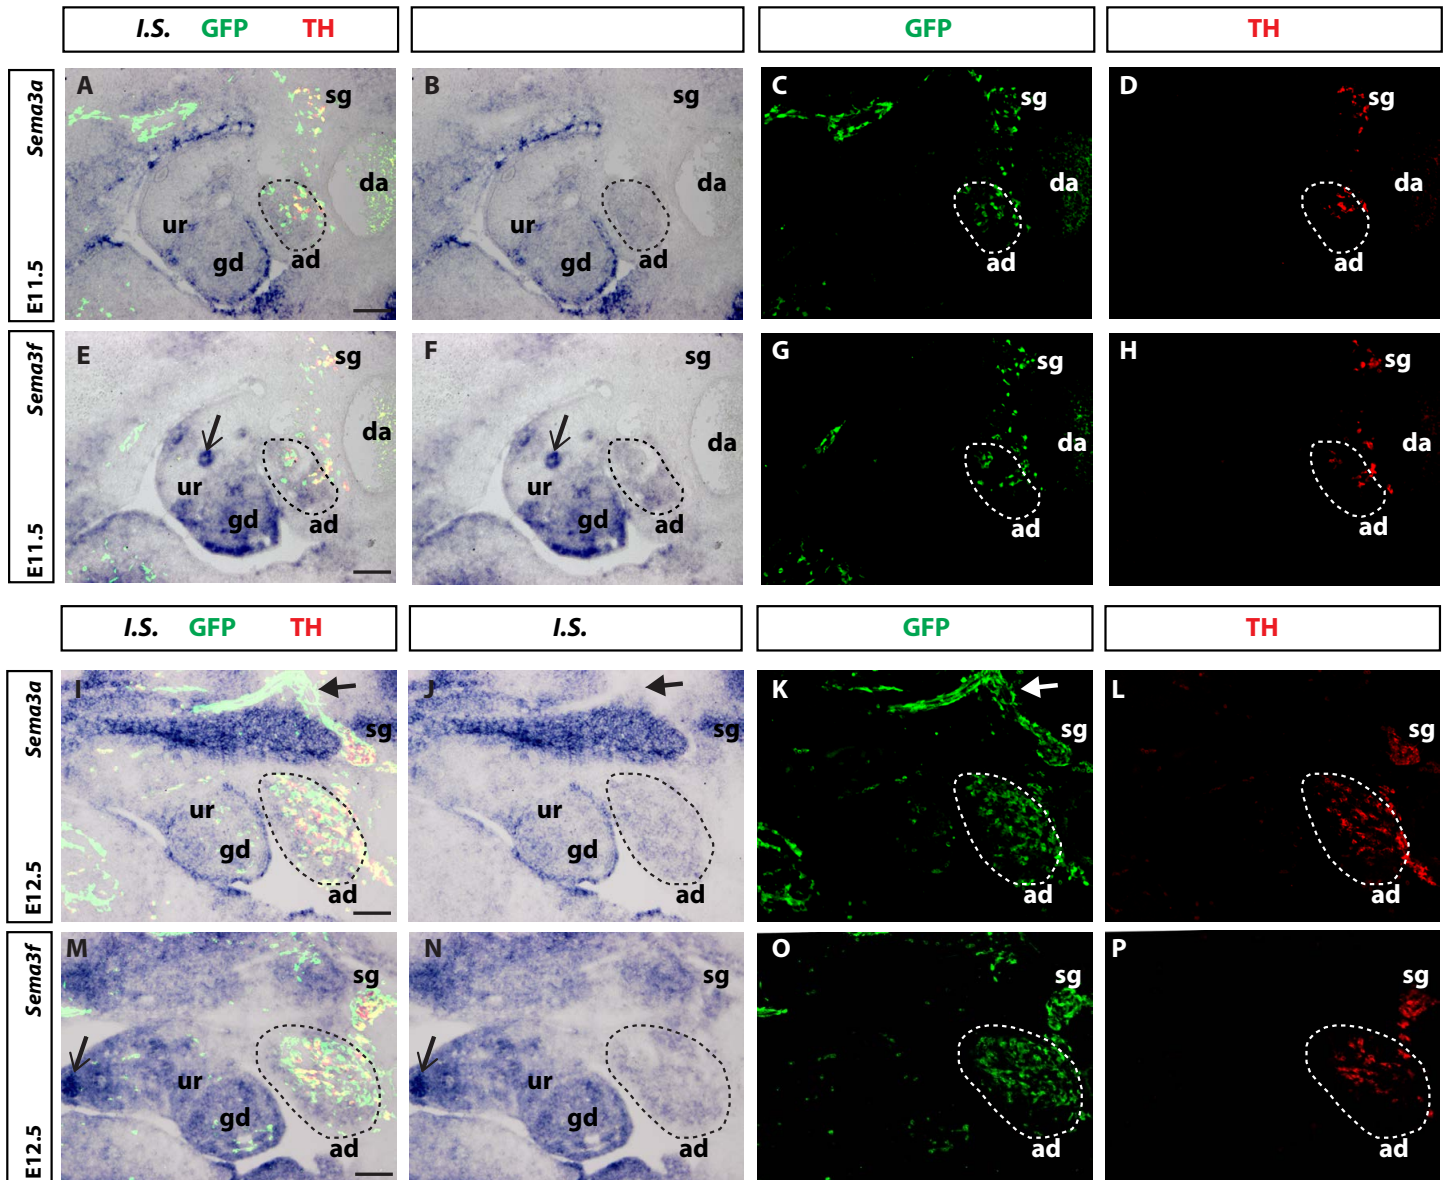 I.S. GFP TH
GFP
TH
Sema3a
E11.5
A
sg
da
ur
gd
ad
B
sg
da
ur
gd
ad
C
sg
da
ad
D
sg
da
ad
Sema3f
E11.5
E
sg
da
ur
gd
ad
F
sg
da
ur
gd
ad
G
sg
da
ad
H
sg
da
ad
I.S. GFP TH
I.S.
GFP
TH
Sema3a
E12.5
I
sg
ur
gd
ad
J
sg
ur
gd
ad
K
sg
ad
L
sg
ad
Sema3f
E12.5
M
sg
ur
gd
ad
N
sg
ur
gd
ad
O
sg
ad
P
sg
ad